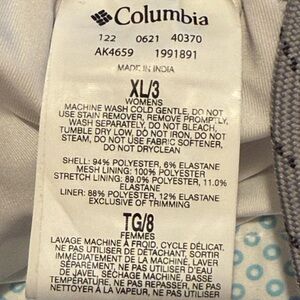 Columbia
122 0621 40370
AK4659 1991891
MADE IN INDIA
XL/3
WOMENS
MACHINE WASH COLD GENTLE, DO NOT
USE STAIN REMOVER, REMOVE PROMPTLY,
WASH SEPARATELY, DO NOT BLEACH,
TUMBLE DRY LOW, DO NOT IRON, DO NOT
STEAM, DO NOT USE FABRIC SOFTENER,
DO NOT DRYCLEAN
SHELL: 94% POLYESTER, 6% ELASTANE
MESH LINING: 100% POLYESTER
STRETCH LINING: 89.0% POLYESTER, 11.0%
ELASTANE
LINER: 88% POLYESTER, 12% ELASTANE
EXCLUSIVE OF TRIMMING
TG/8
FEMMES
LAVAGE MACHINE À FROID, CYCLE DÉLICAT,
NE PAS UTILISER DE DÉTACHANT, SORTIR
IMMÉDIATEMENT DE LA MACHINE, LAVER
SÉPARÉMENT, NE PAS UTILISER D'EAU
DE JAVEL, SÉCHAGE MACHINE, BASSE
TEMPÉRATURE, NE PAS REPASSER, NE PAS
NETTOYER À LA VAPEUR, NE PAS UTILISER